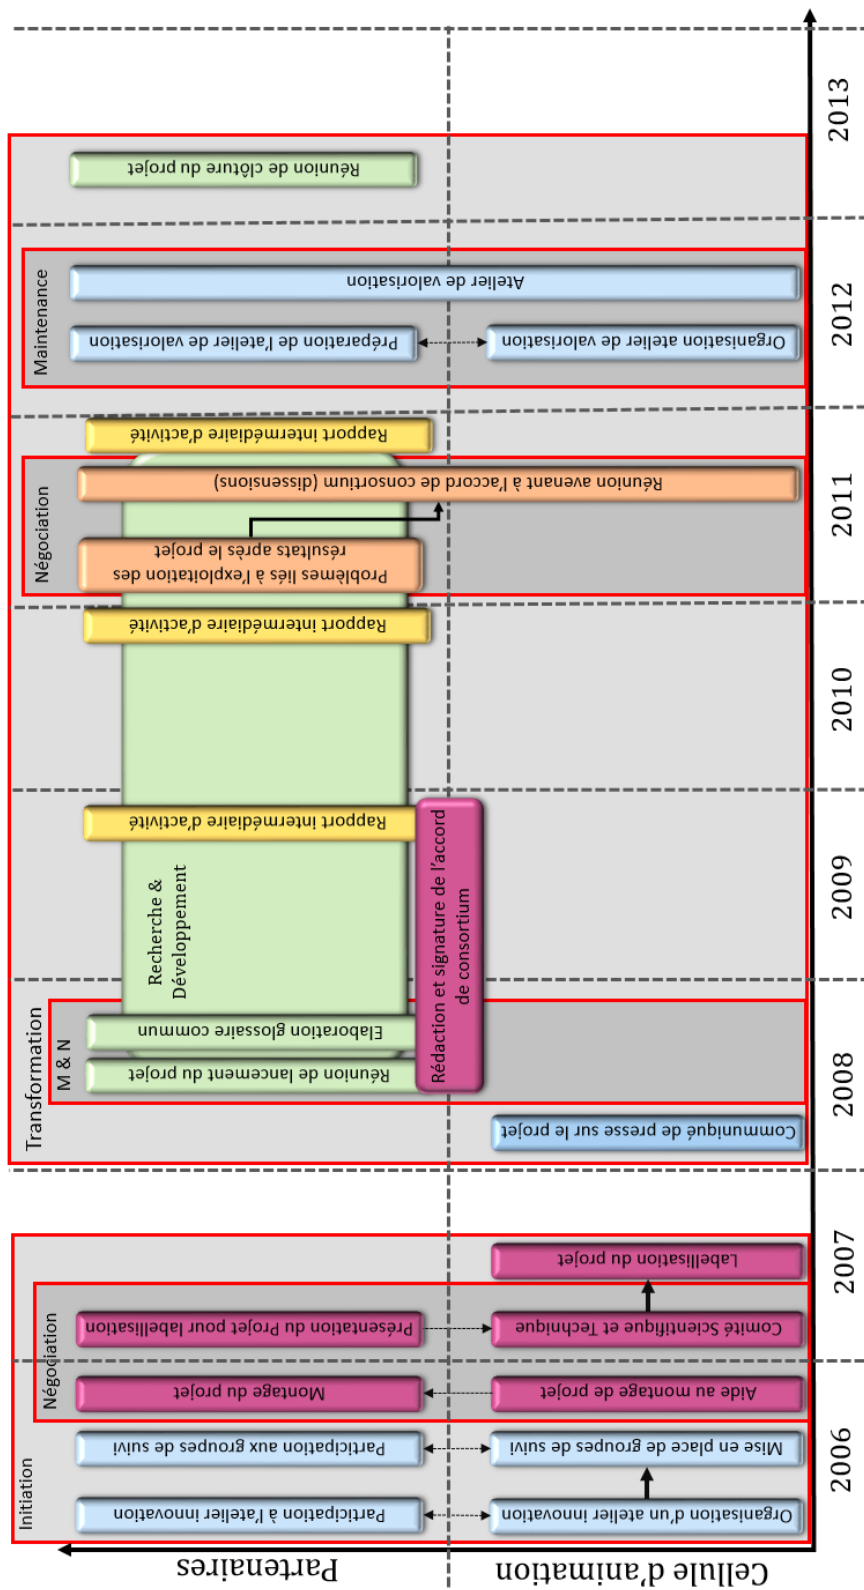 Initiation
Négociation
Transformation
M & N
Négociation
Maintenance
Partenaires
Participation à l'atelier innovation
Participation aux groupes de suivi
Montage du projet
Présentation du Projet pour labellisation
Réunion de lancement du projet
Elaboration glossaire commun
Recherche &
Développement
Rapport intermédiaire d'activité
Rapport intermédiaire d'activité
Problèmes liés à l'exploitation des
résultats après le projet
Rapport intermédiaire d'activité
Préparation de l'atelier de valorisation
Réunion de clôture du projet
Rédaction et signature de l'accord
de consortium
Réunion avenant à l'accord de consortium (dissensions)
Atelier de valorisation
Cellule d'animation
Organisation d'un atelier innovation
Mise en place de groupes de suivi
Aide au montage de projet
Comité Scientifique et Technique
Labellisation du projet
Communiqué de presse sur le projet
Organisation atelier de valorisation
2006
2007
2008
2009
2010
2011
2012
2013